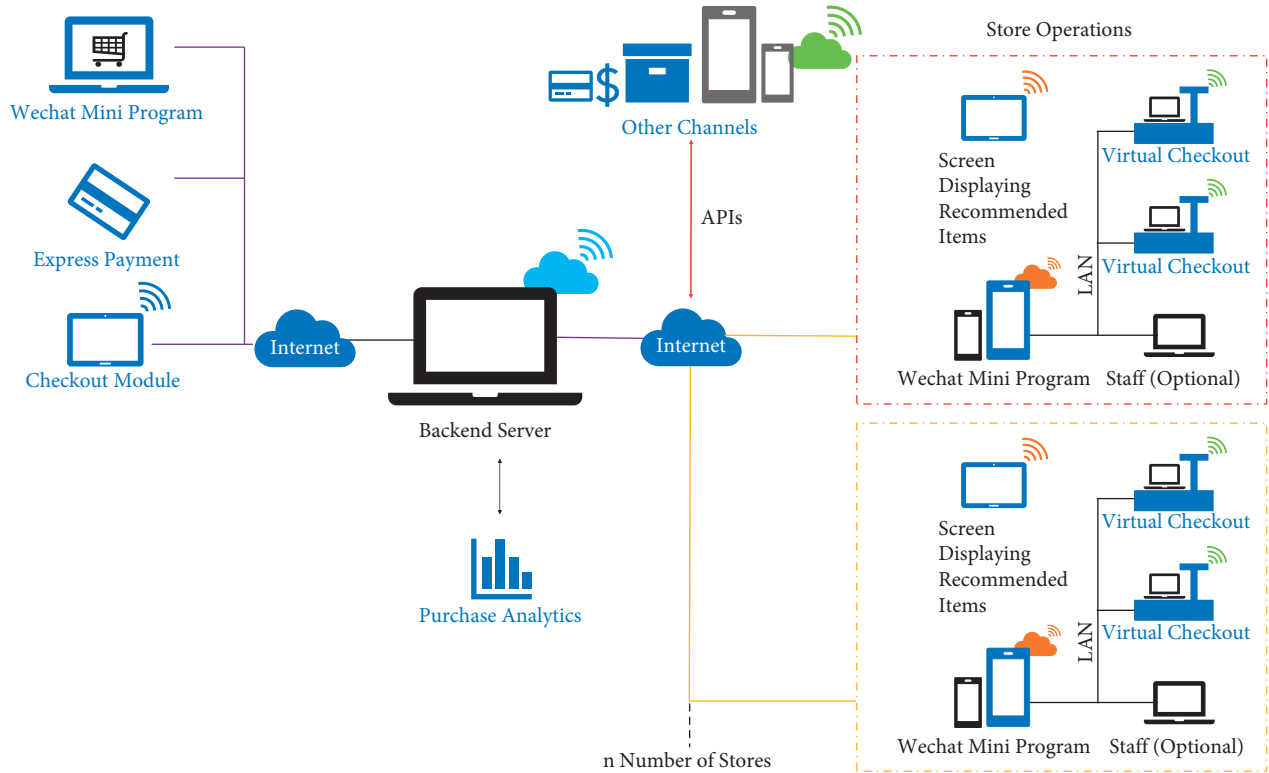 Wechat Mini Program
Express Payment
Checkout Module
Internet
Backend Server
Purchase Analytics
$
Other Channels
APIs
Internet
n Number of Stores
Store Operations
Screen
Displaying
Recommended
Items
Virtual Checkout
Virtual Checkout
LAN
Wechat Mini Program
Staff (Optional)
Screen
Displaying
Recommended
Items
Virtual Checkout
Virtual Checkout
LAN
Wechat Mini Program
Staff (Optional)